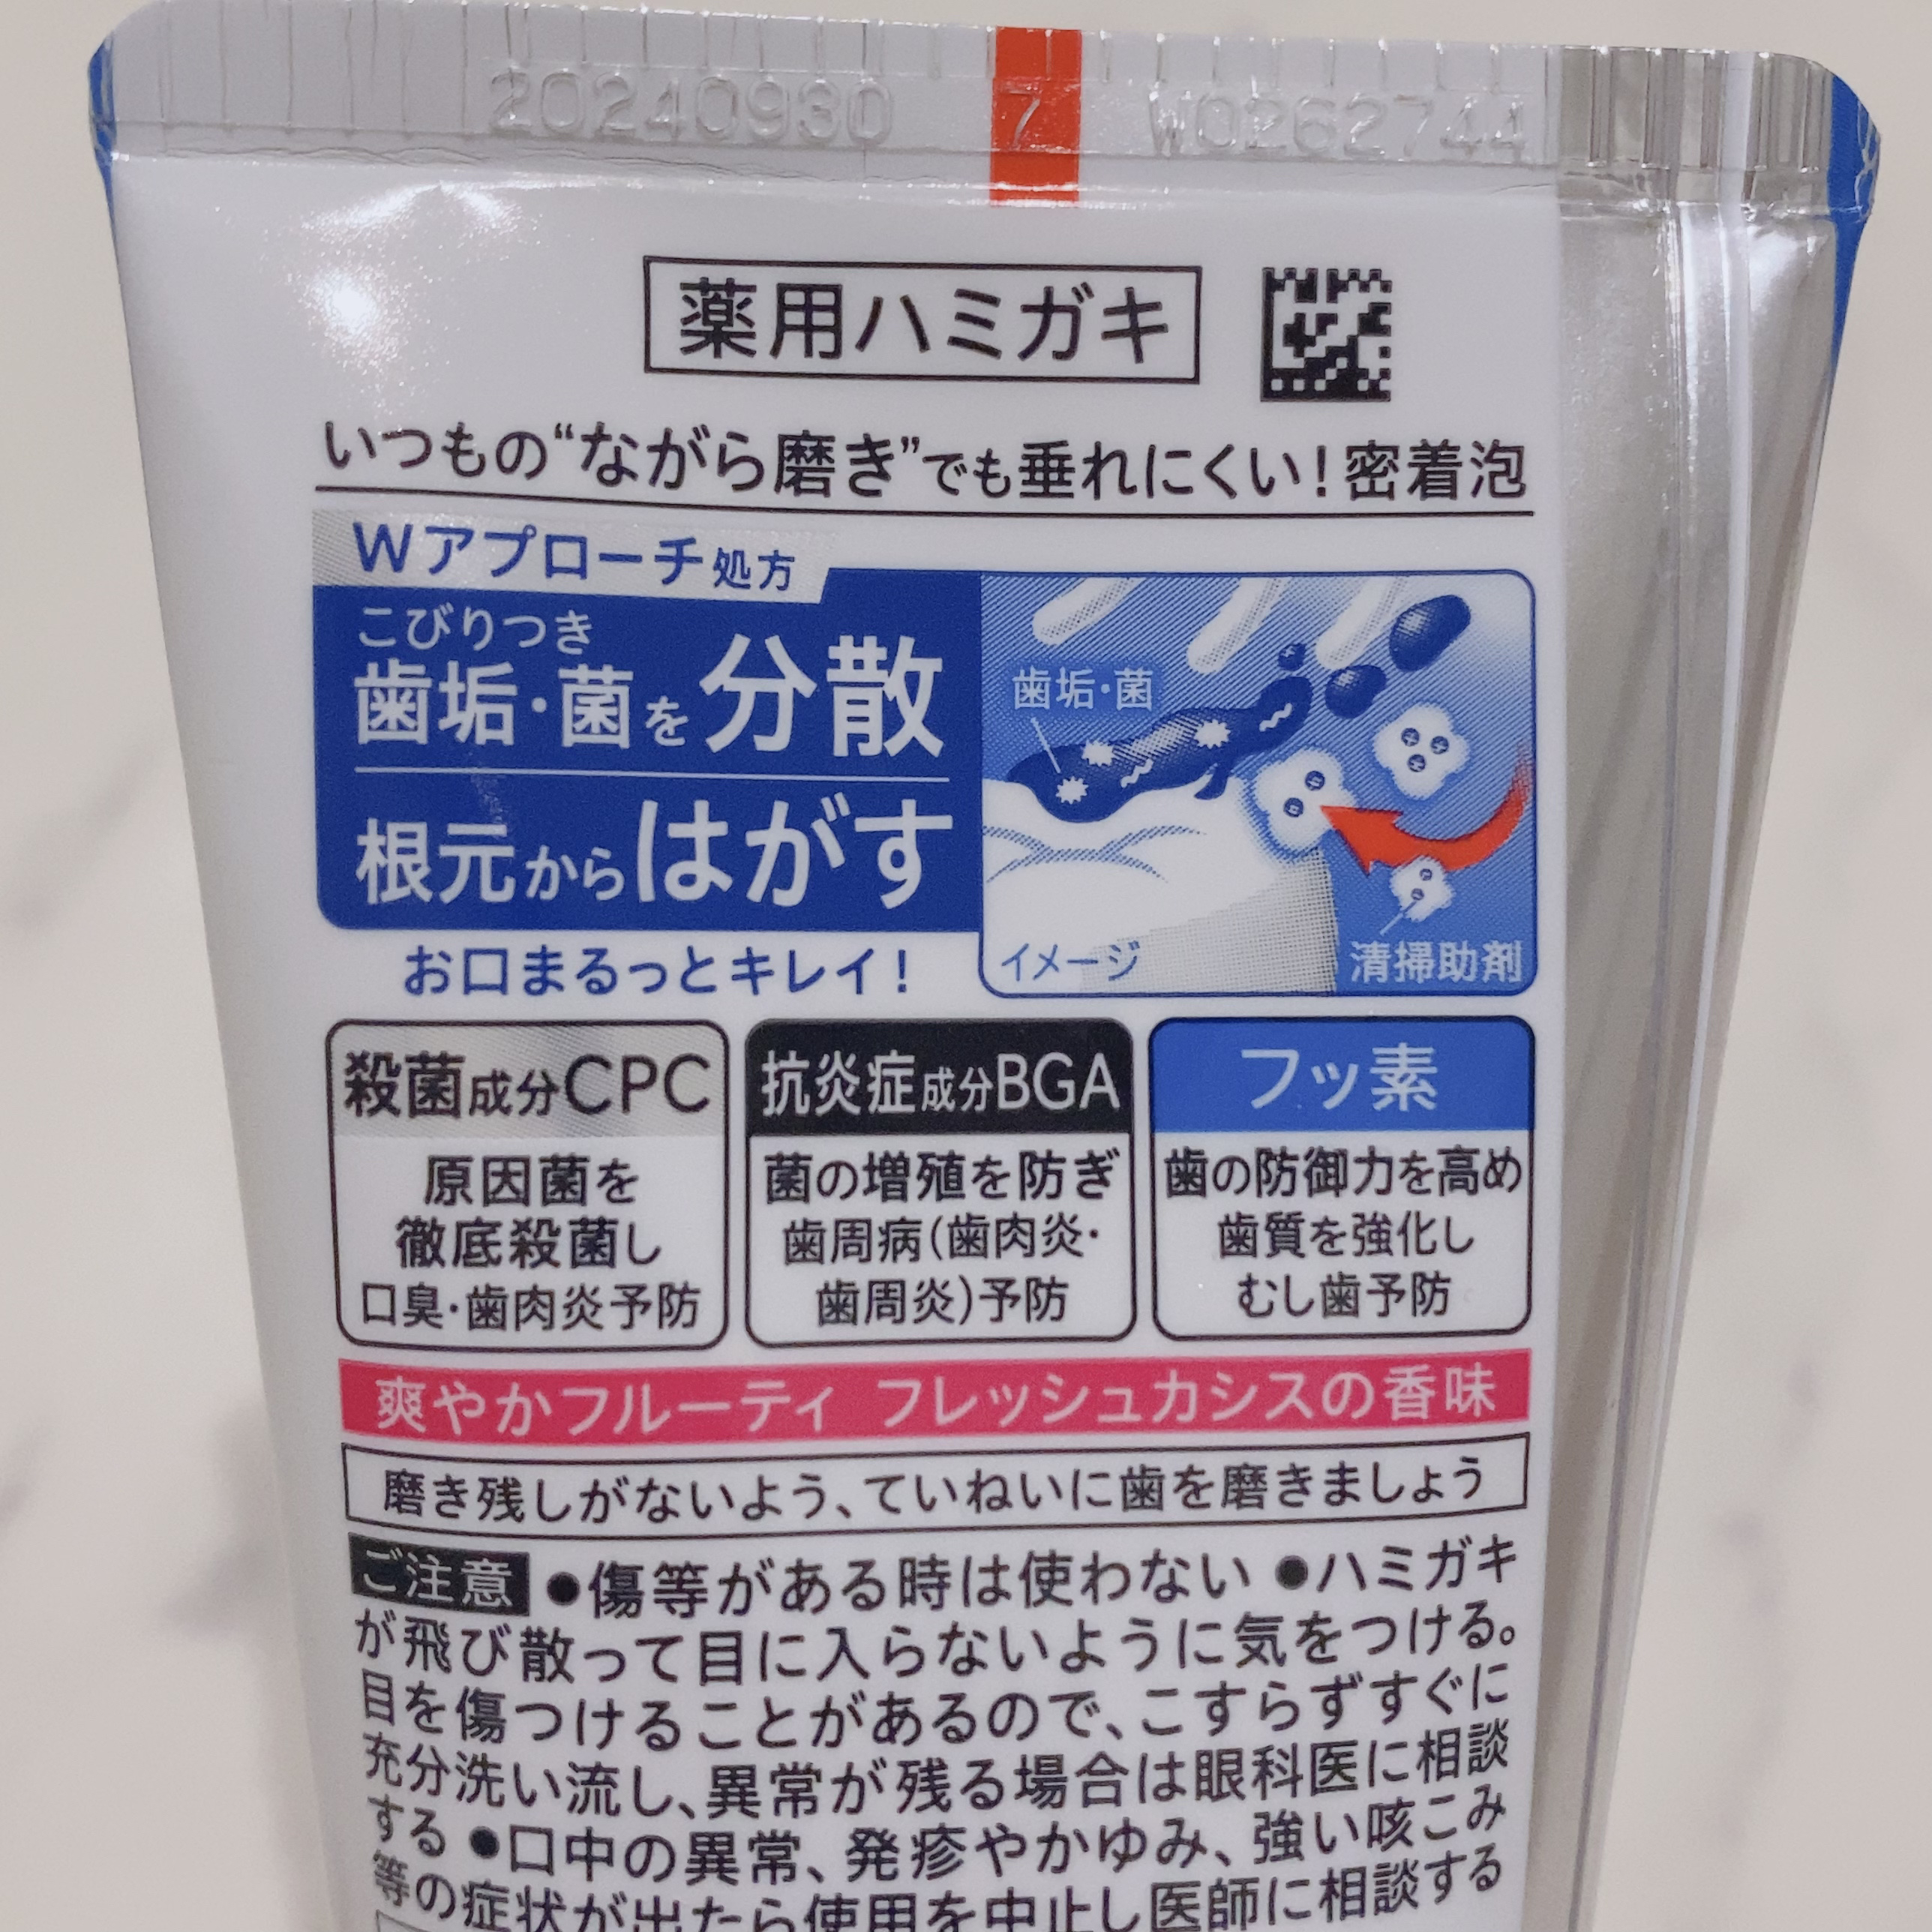 20240930 7 W0262744
薬用ハミガキ
いつもの“ながら磨き”でも垂れにくい！密着泡
Wアプローチ処方
こびりつき
歯垢・菌を分散
根元からはがす
歯垢・菌
イメージ
清掃助剤
お口まるっとキレイ！
殺菌成分CPC
原因菌を
徹底殺菌し
口臭・歯肉炎予防
抗炎症成分BGA
菌の増殖を防ぎ
歯周病(歯肉炎・
歯周炎)予防
フッ素
歯の防御力を高め
歯質を強化し
むし歯予防
爽やかフルーティ フレッシュカシスの香味
磨き残しがないよう、ていねいに歯を磨きましょう
ご注意 ●傷等がある時は使わない ●ハミガキ
が飛び散って目に入らないように気をつける。
目を傷つけることがあるので、こすらずすぐに
充分洗い流し、異常が残る場合は眼科医に相談
する ●口中の異常、発疹やかゆみ、強い咳こみ
等の症状が出たら使用を中止し医師に相談する